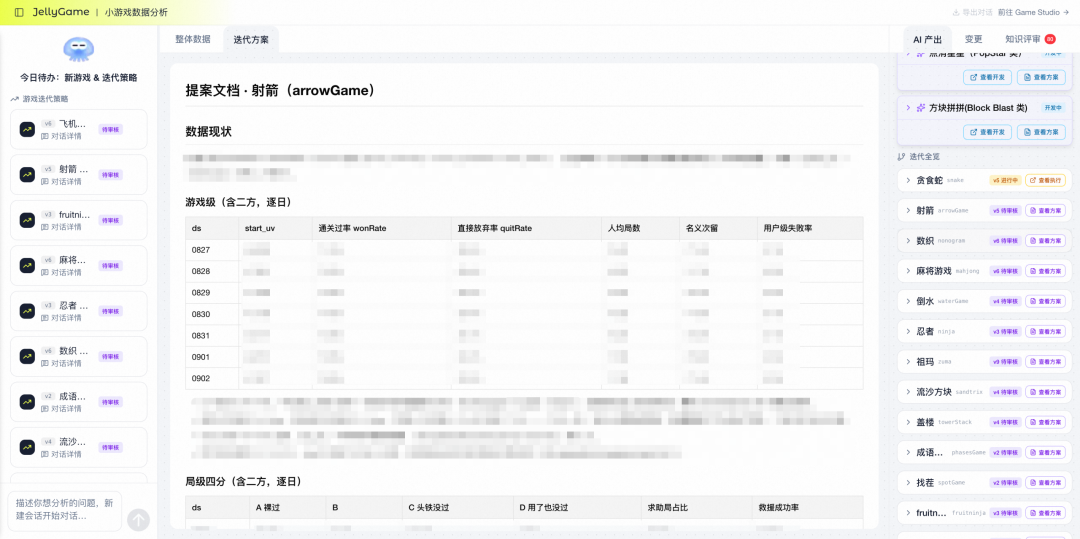 JellyGame | 小游戏数据分析
导出对话 前往 Game Studio →
今日待办：新游戏 & 迭代策略
游戏迭代策略
v6 飞机... 待审核
对话详情
v5 射箭 ... 待审核
对话详情
v3 fruitni... 待审核
对话详情
v6 麻将... 待审核
对话详情
v3 忍者 ... 待审核
对话详情
v6 数织 ... 待审核
对话详情
v2 成语... 待审核
对话详情
v4 流沙... 待审核
对话详情
描述你想分析的问题，新
建会话开始对话...
整体数据 迭代方案
提案文档 · 射箭（arrowGame）
数据现状
游戏级（含二方，逐日）
ds start_uv 通关过率 wonRate 直接放弃率 quitRate 人均局数 名义次留 用户级失败率
0827
0828
0829
0830
0831
0901
0902
局级四分（含二方，逐日）
ds A 裸过 B C 头铁没过 D 用了也没过 求助局占比 救援成功率
AI 产出 变更 知识评审 80
点消星星（PopStar 类） 开发中
查看开发 查看方案
方块拼拼(Block Blast 类) 开发中
查看开发 查看方案
迭代全览
贪食蛇 snake v5 进行中 查看执行
射箭 arrowGame v5 待审核 查看方案
数织 nonogram v6 待审核 查看方案
麻将游戏 mahjong v6 待审核 查看方案
倒水 waterGame v4 待审核 查看方案
忍者 ninja v3 待审核 查看方案
祖玛 zuma v9 待审核 查看方案
流沙方块 sandtrix v4 待审核 查看方案
盖楼 towerStack v4 待审核 查看方案
成语... phasesGame v2 待审核 查看方案
找茬 spotGame v2 待审核 查看方案
fruitn... fruitninja v3 待审核 查看方案